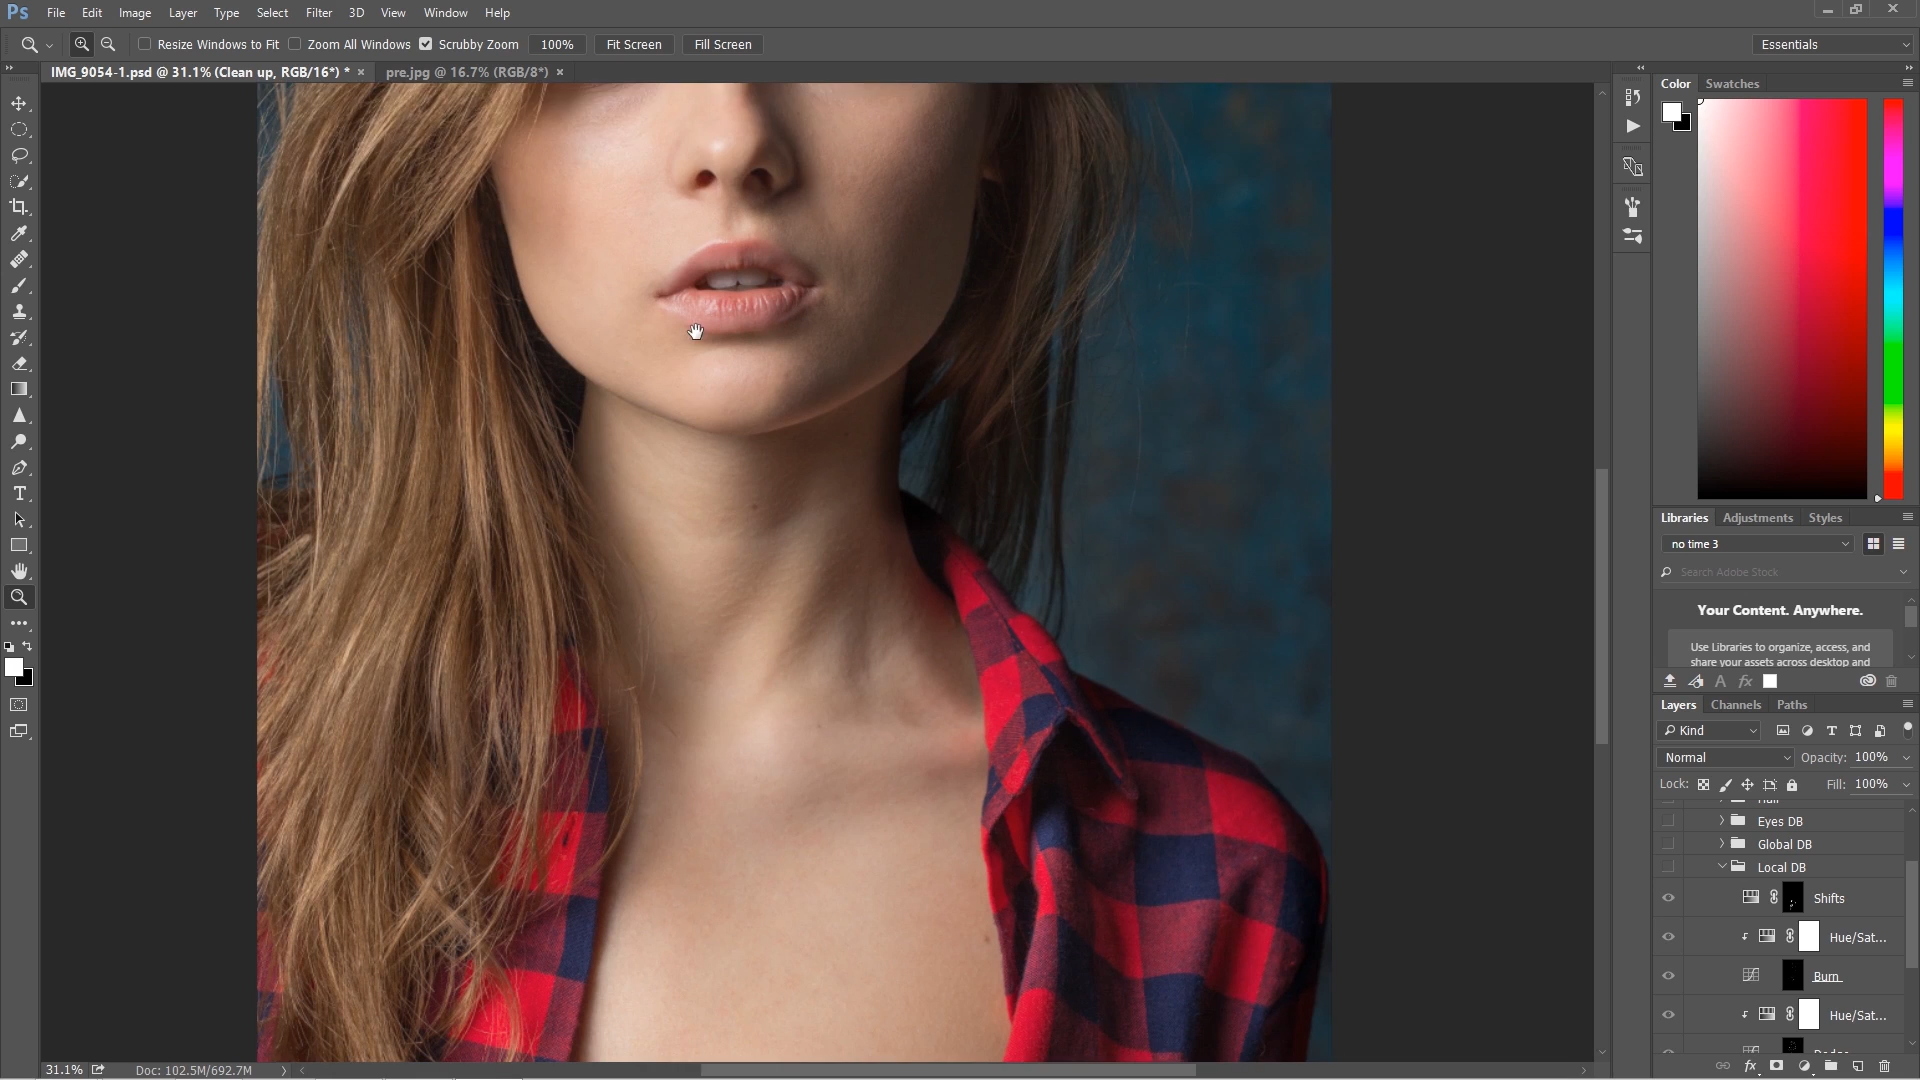 Ps File Edit Image Layer Type Select Filter 3D View Window Help
Resize Windows to Fit Zoom All Windows Scrubby Zoom 100% Fit Screen Fill Screen Essentials
IMG_9054-1.psd @ 31.1% (Clean up, RGB/16*) * × pre.jpg @ 16.7% (RGB/8*) ×
Color Swatches
Libraries Adjustments Styles
no time 3
Search Adobe Stock
Your Content. Anywhere.
Use Libraries to organize, access, and
share your assets across desktop and
Layers Channels Paths
Kind
Normal Opacity: 100%
Lock: Fill: 100%
Hair
Eyes DB
Global DB
Local DB
Shifts
Hue/Sat...
Burn
Hue/Sat...
Dodge
31.1% Doc: 102.5M/692.7M